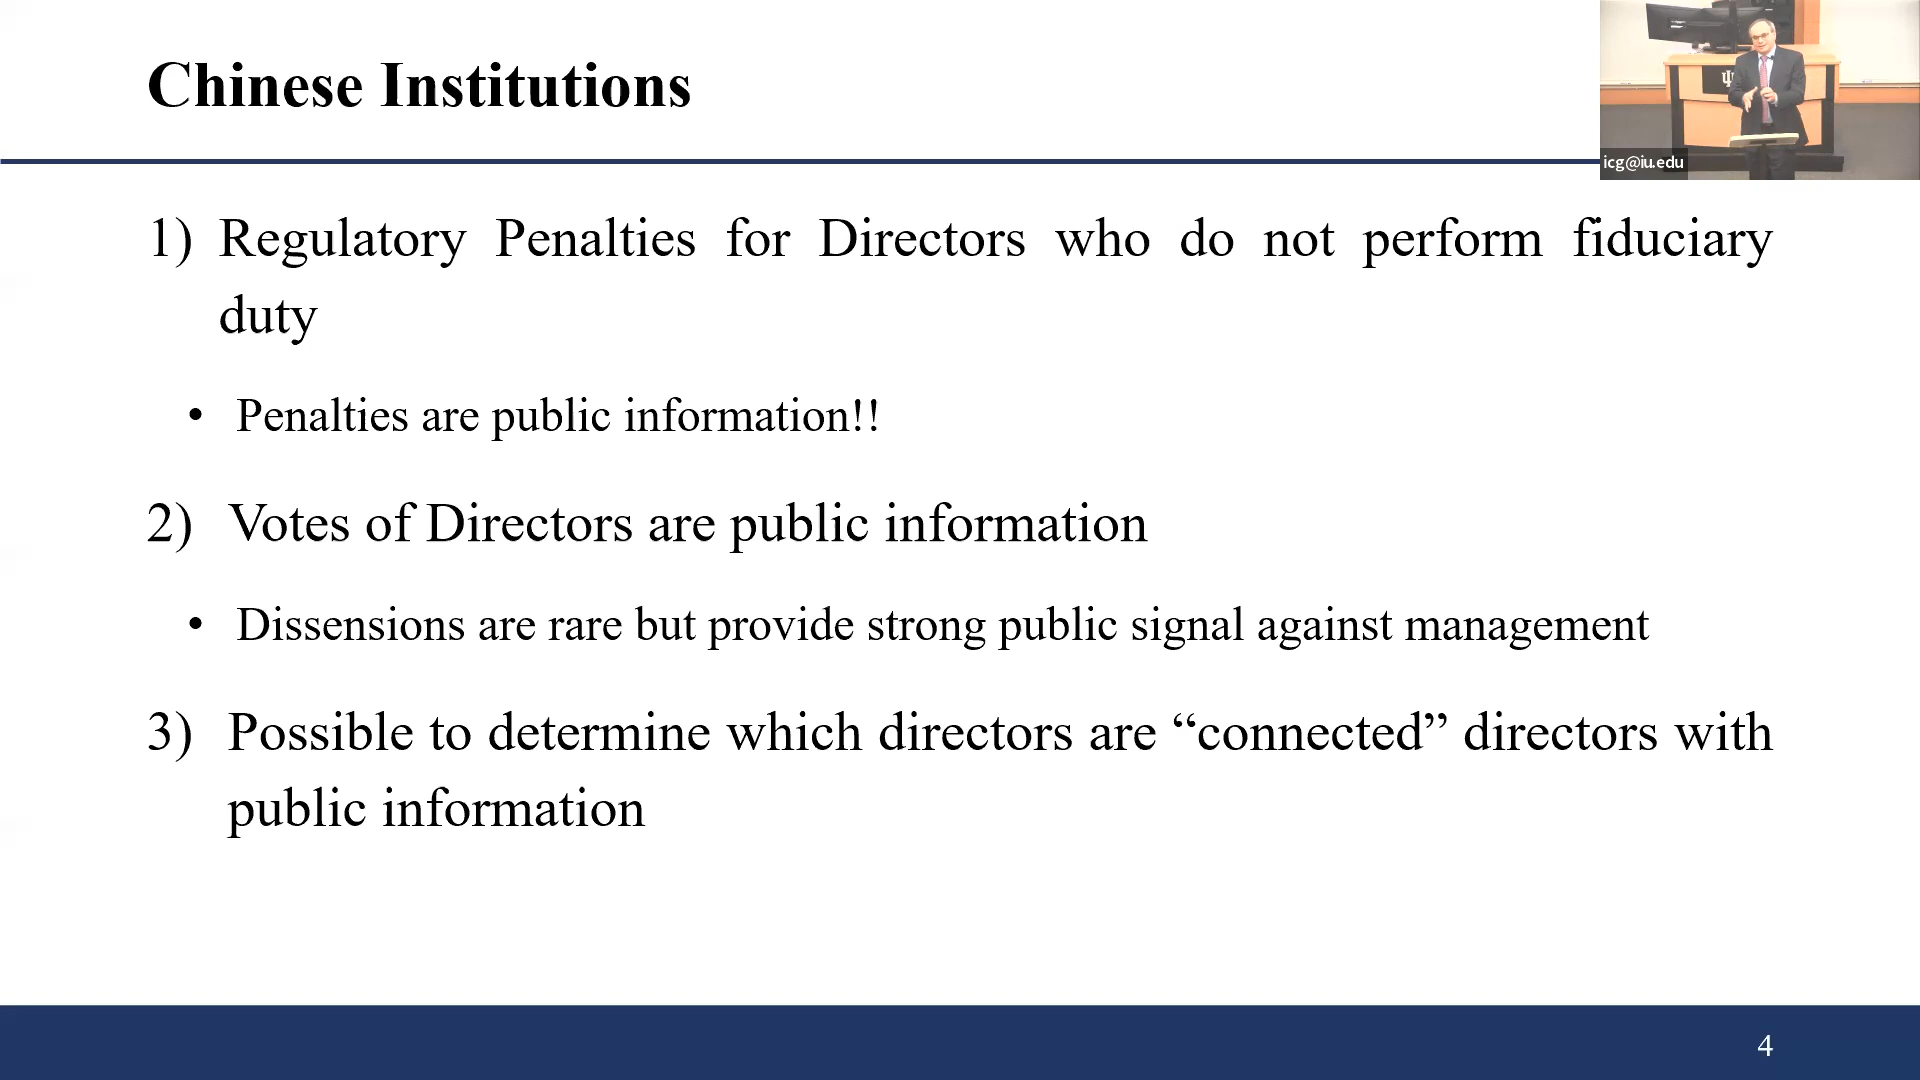 Chinese Institutions
icg@iu.edu
1) Regulatory Penalties for Directors who do not perform fiduciary
duty
• Penalties are public information!!
2) Votes of Directors are public information
• Dissensions are rare but provide strong public signal against management
3) Possible to determine which directors are “connected” directors with
public information
4